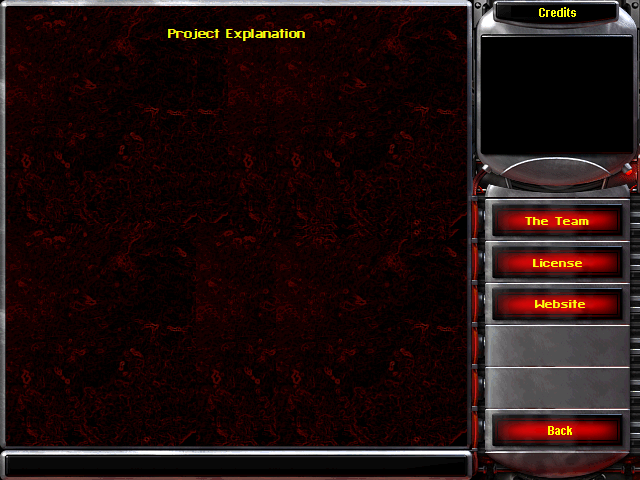 Project Explanation
Credits
The Team
License
Website
Back